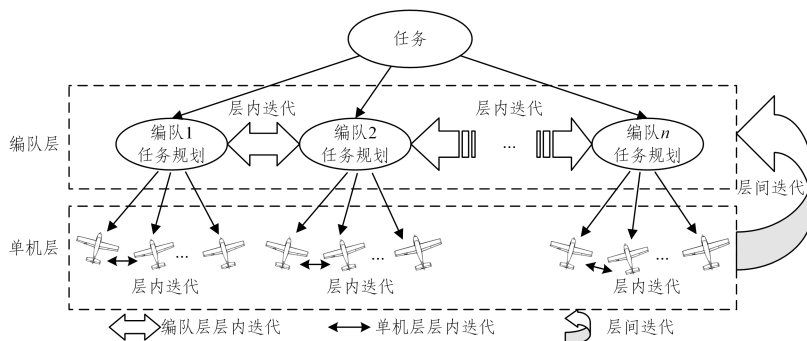 任务
层内迭代
层内迭代
编队层
编队1
任务规划
编队2
任务规划
...
编队n
任务规划
层间迭代
单机层
...
...
...
层内迭代
层内迭代
层内迭代
编队层层内迭代
单机层层内迭代
层间迭代